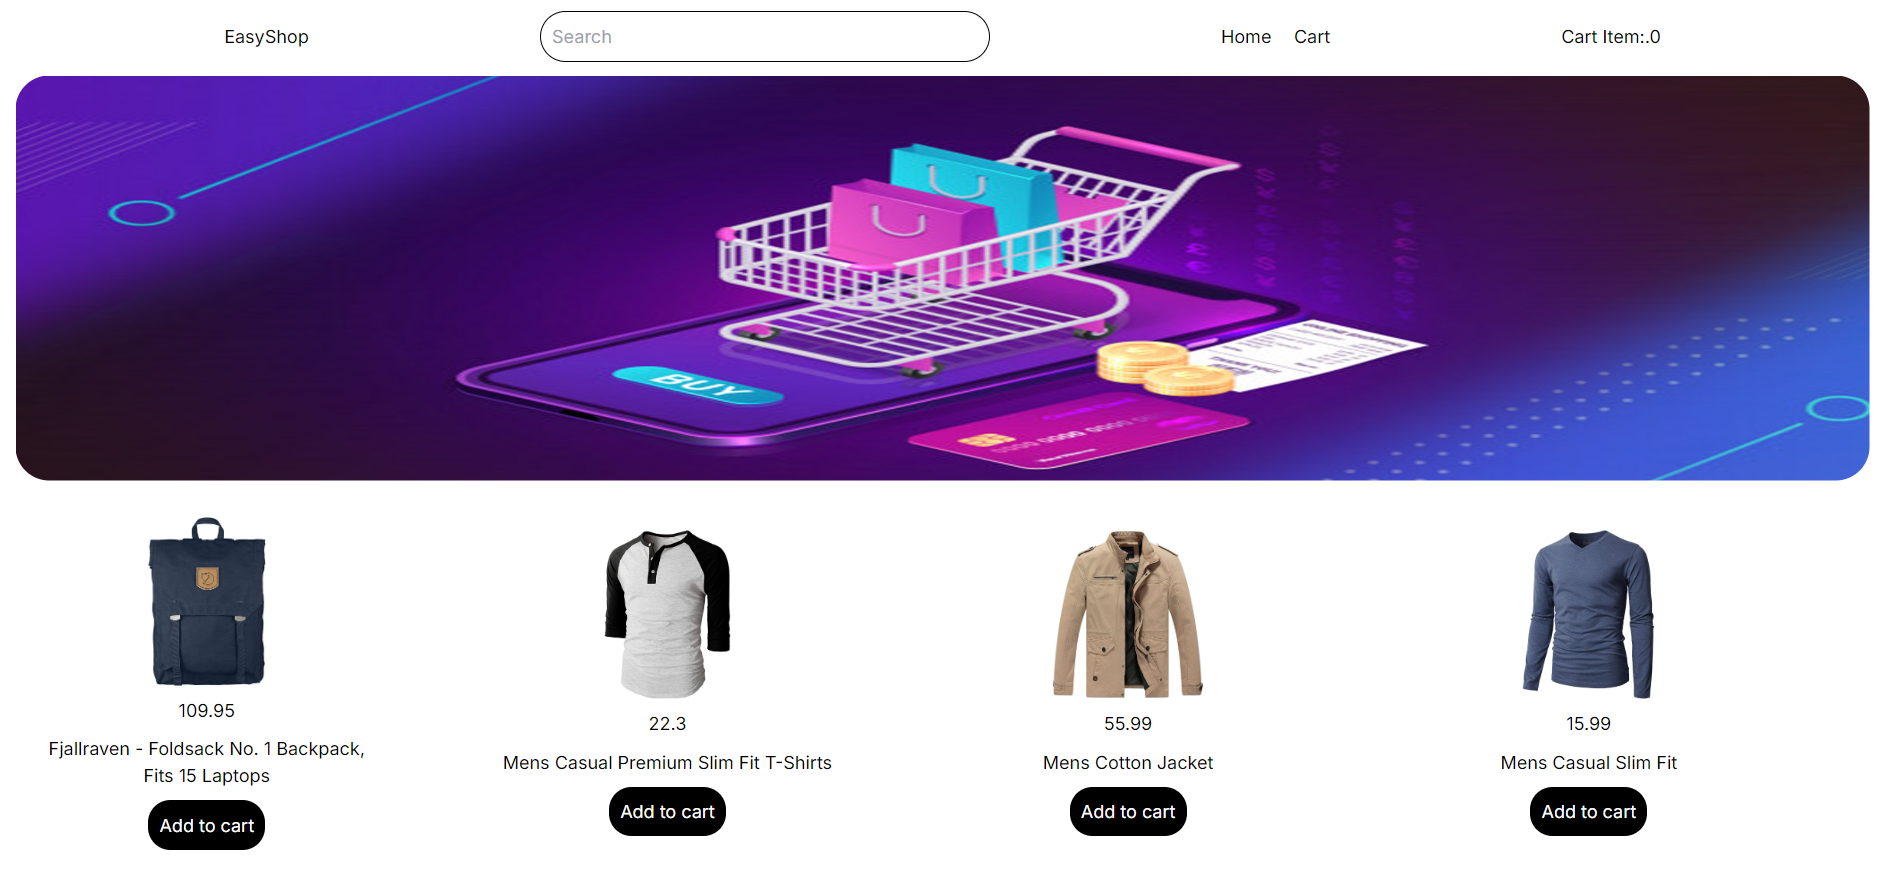 EasyShop
Search
Home Cart
Cart Item:.0
BUY
109.95
Fjallraven - Foldsack No. 1 Backpack,
Fits 15 Laptops
Add to cart
22.3
Mens Casual Premium Slim Fit T-Shirts
Add to cart
55.99
Mens Cotton Jacket
Add to cart
15.99
Mens Casual Slim Fit
Add to cart